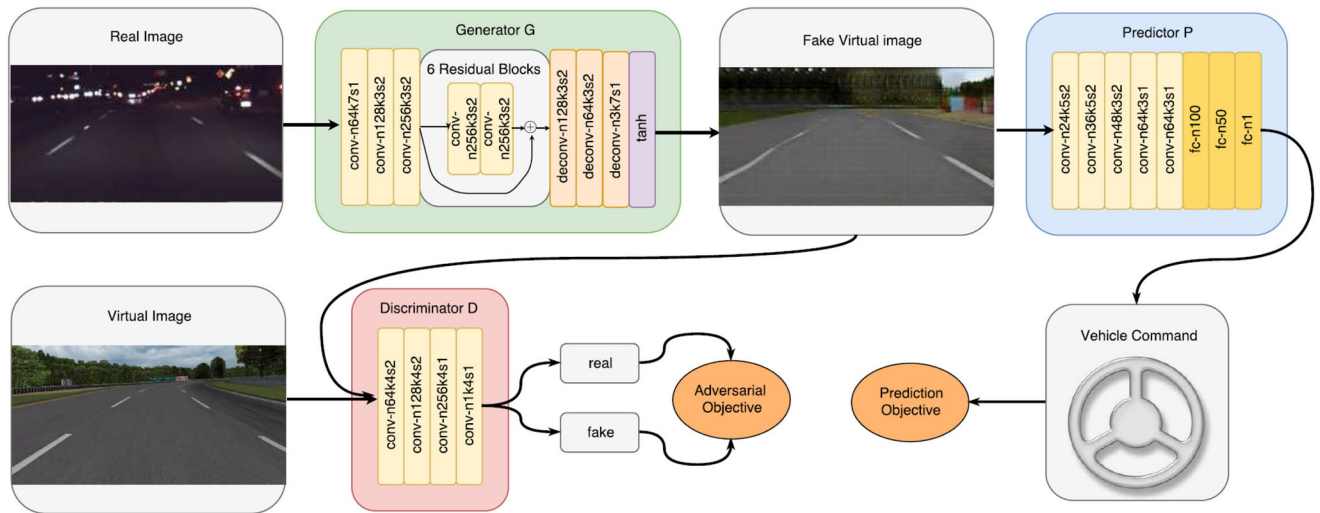 Real Image
Generator G
conv-n64k7s1
conv-n128k3s2
conv-n256k3s2
6 Residual Blocks
conv-
n256k3s2
conv-
n256k3s2
deconv-n128k3s2
deconv-n64k3s2
deconv-n3k7s1
tanh
Fake Virtual image
Predictor P
conv-n24k5s2
conv-n36k5s2
conv-n48k3s2
conv-n64k3s1
conv-n64k3s1
fc-n100
fc-n50
fc-n1
Virtual Image
Discriminator D
conv-n64k4s2
conv-n128k4s2
conv-n256k4s1
conv-n1k4s1
real
fake
Adversarial
Objective
Prediction
Objective
Vehicle Command